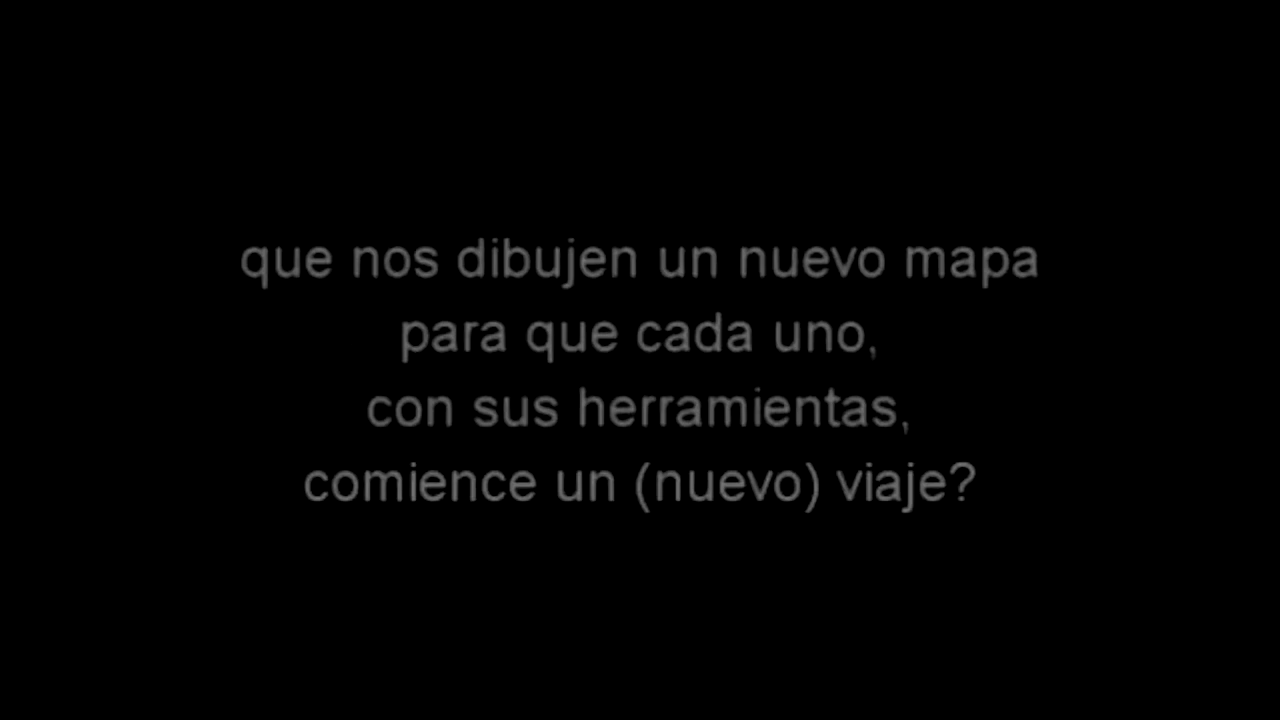 que nos dibujen un nuevo mapa
para que cada uno,
con sus herramientas,
comience un (nuevo) viaje?